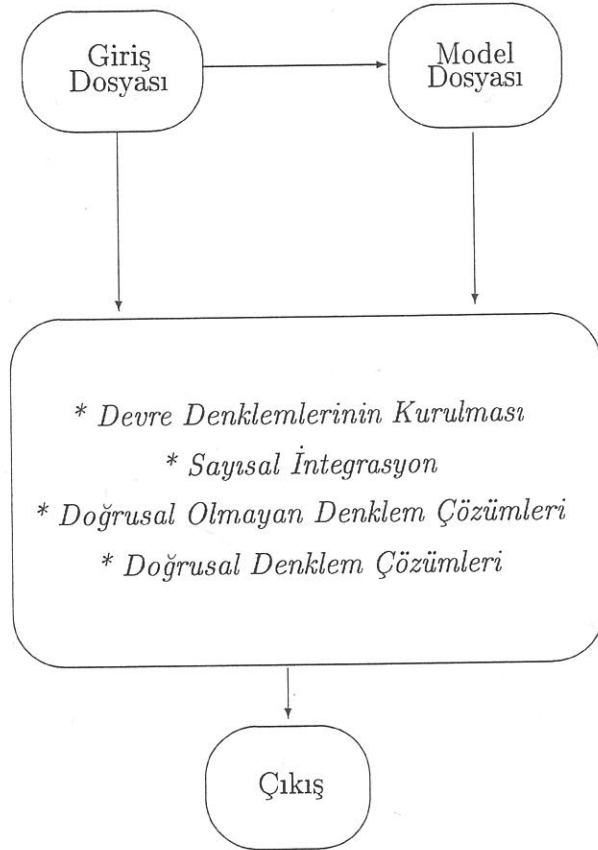 Giriş
Dosyası
Model
Dosyası
* Devre Denklemlerinin Kurulması
* Sayısal İntegrasyon
* Doğrusal Olmayan Denklem Çözümleri
* Doğrusal Denklem Çözümleri
Çıkış